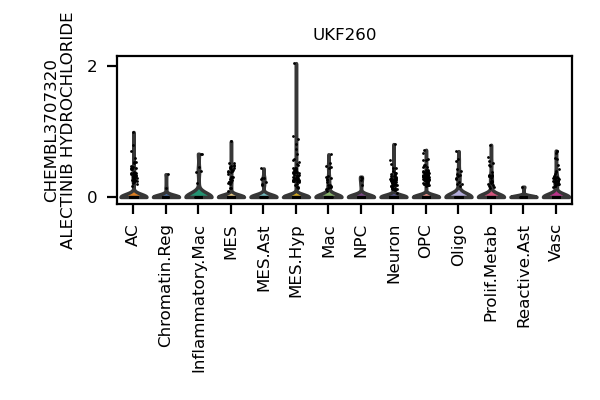 UKF260
CHEMBL3707320
ALECTINIB HYDROCHLORIDE
2
0
AC
Chromatin.Reg
Inflammatory.Mac
MES
MES.Ast
MES.Hyp
Mac
NPC
Neuron
OPC
Oligo
Prolif.Metab
Reactive.Ast
Vasc